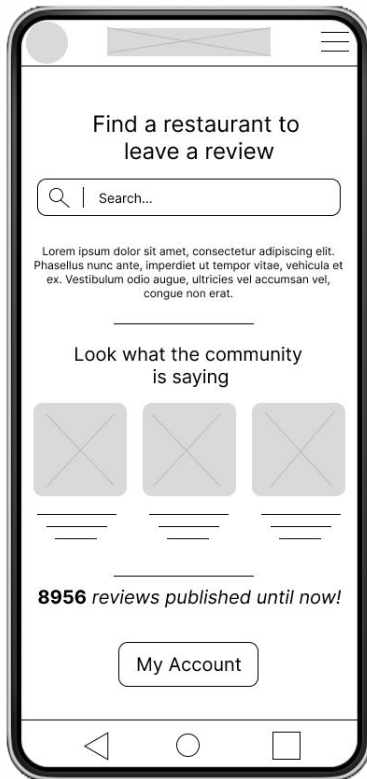 Find a restaurant to
leave a review
Search...
Lorem ipsum dolor sit amet, consectetur adipiscing elit.
Phasellus nunc ante, imperdiet ut tempor vitae, vehicula et
ex. Vestibulum odio augue, ultricies vel accumsan vel,
congue non erat.
Look what the community
is saying
8956 reviews published until now!
My Account